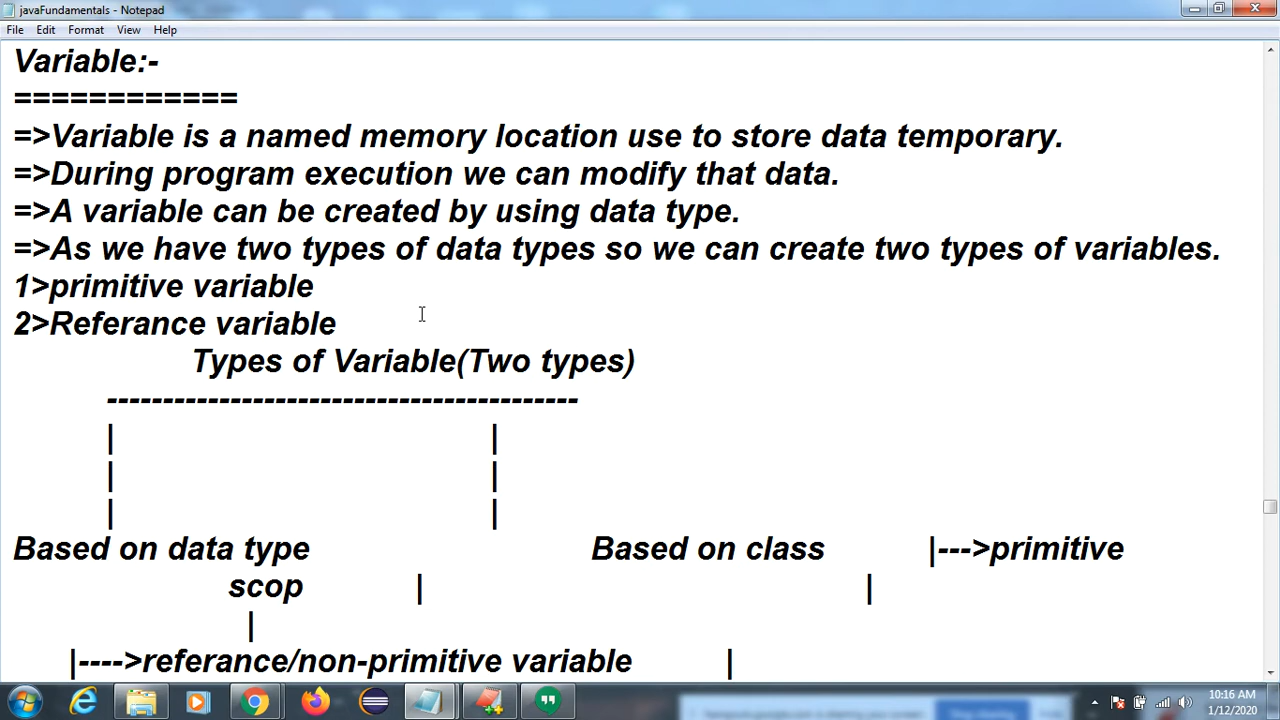 javaFundamentals - Notepad
File Edit Format View Help
Variable:-
============
=>Variable is a named memory location use to store data temporary.
=>During program execution we can modify that data.
=>A variable can be created by using data type.
=>As we have two types of data types so we can create two types of variables.
1>primitive variable
2>Referance variable
Types of Variable(Two types)
------------------------------------------
| |
| |
| |
Based on data type Based on class |--->primitive
scop | |
|
|---->referance/non-primitive variable |
10:16 AM
1/12/2020